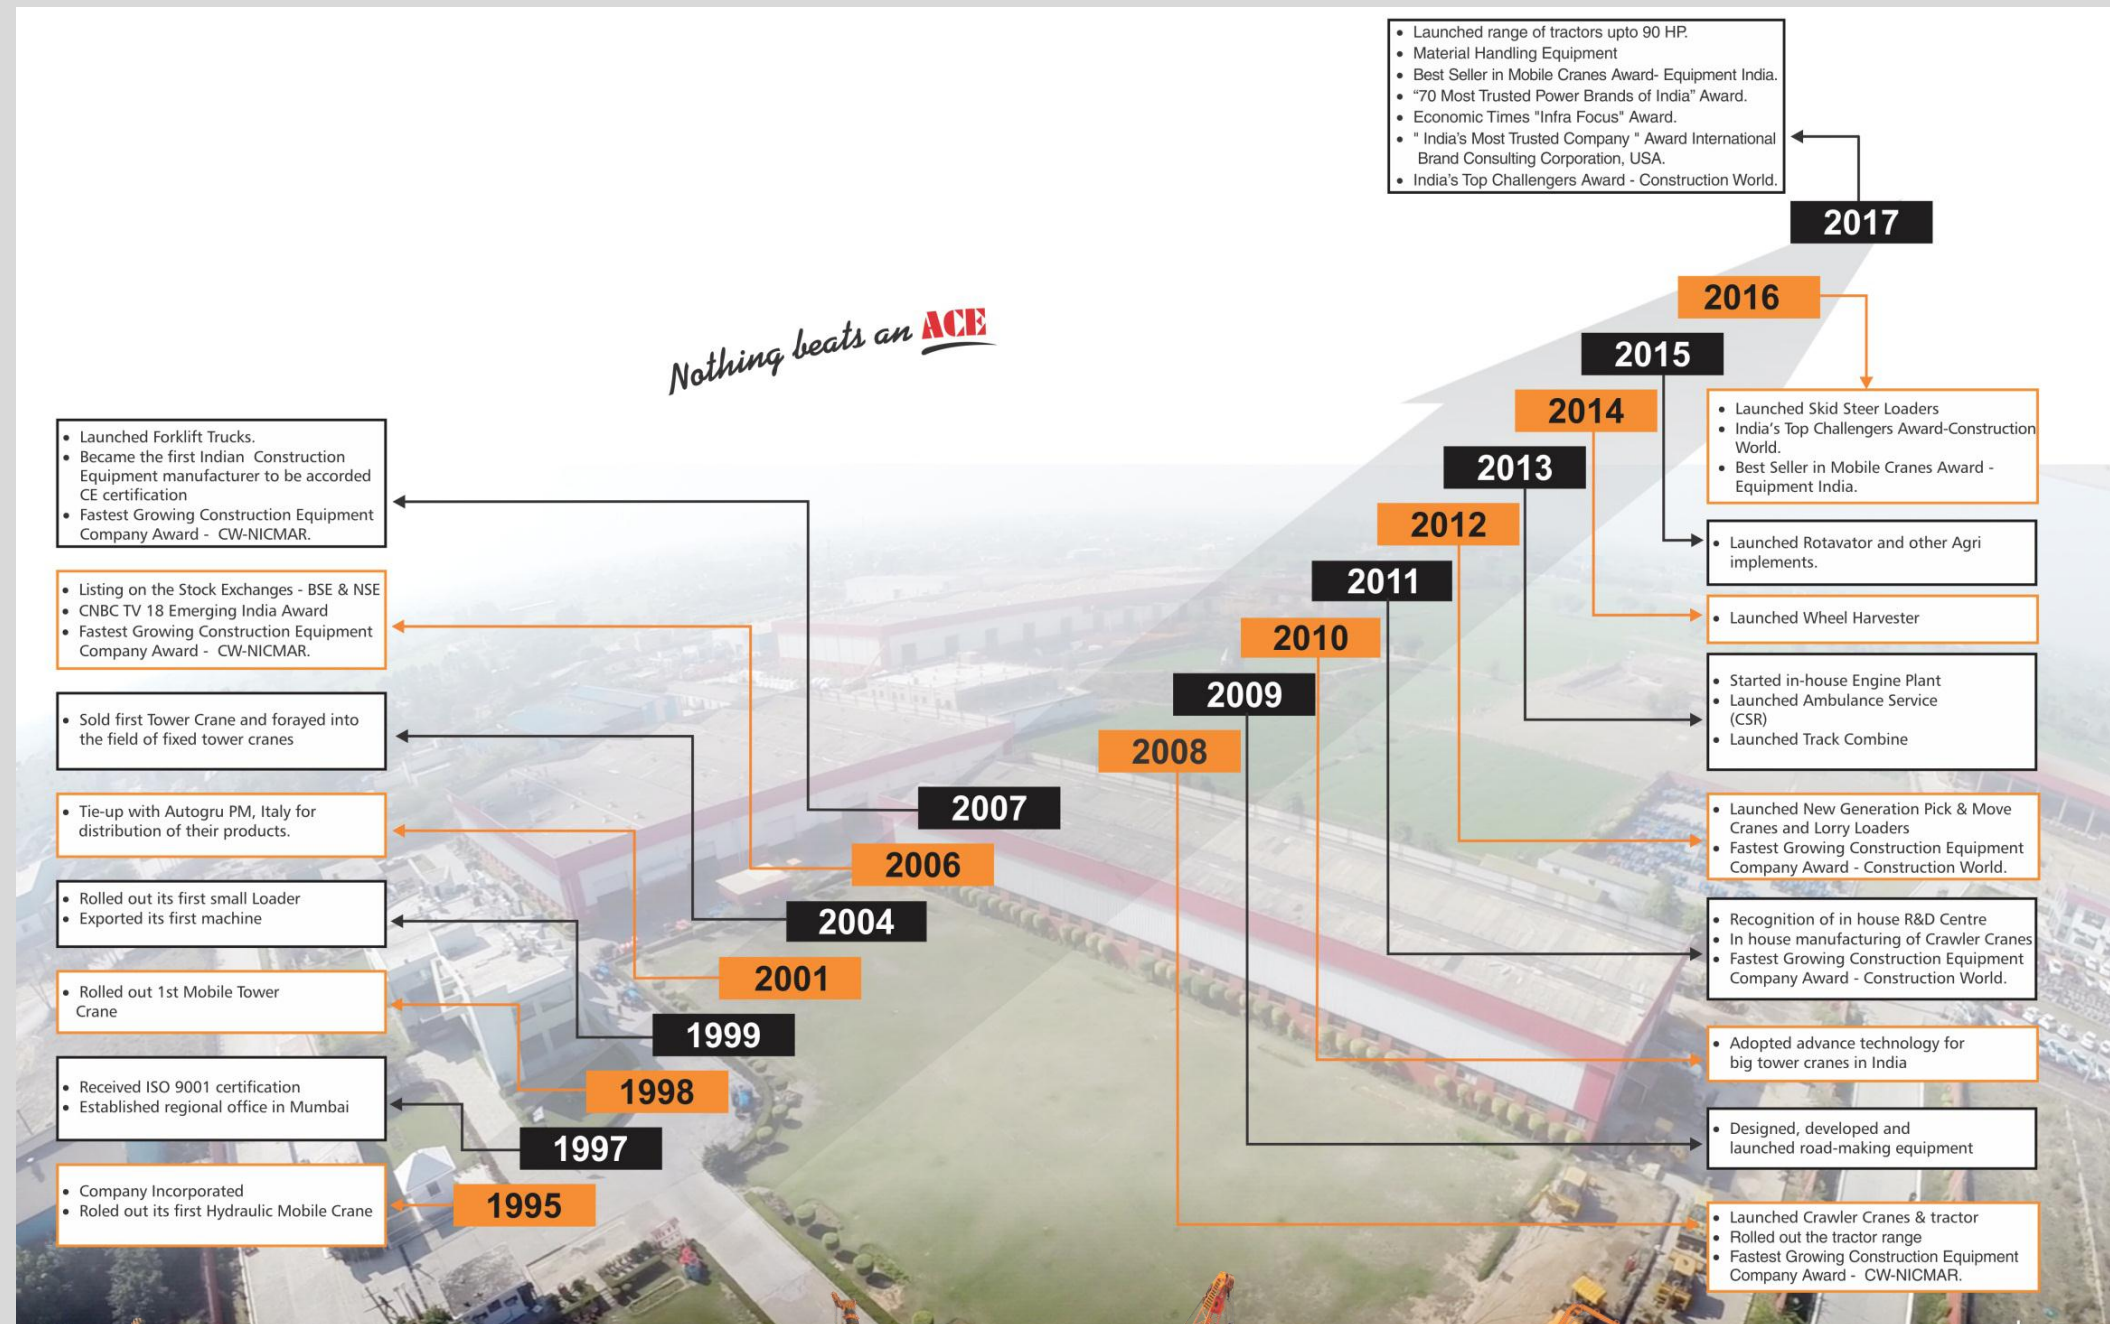 • Launched range of tractors upto 90 HP.
• Material Handling Equipment
• Best Seller in Mobile Cranes Award- Equipment India.
• “70 Most Trusted Power Brands of India” Award.
• Economic Times "Infra Focus" Award.
• " India's Most Trusted Company " Award International
Brand Consulting Corporation, USA.
• India's Top Challengers Award - Construction World.
2017
2016
• Launched Skid Steer Loaders
• India's Top Challengers Award-Construction
World.
• Best Seller in Mobile Cranes Award -
Equipment India.
2015
• Launched Rotavator and other Agri
implements.
2014
• Launched Wheel Harvester
2013
• Started in-house Engine Plant
• Launched Ambulance Service
(CSR)
• Launched Track Combine
2012
• Launched New Generation Pick & Move
Cranes and Lorry Loaders
• Fastest Growing Construction Equipment
Company Award - Construction World.
2011
• Recognition of in house R&D Centre
• In house manufacturing of Crawler Cranes
• Fastest Growing Construction Equipment
Company Award - Construction World.
2010
• Adopted advance technology for
big tower cranes in India
2009
• Designed, developed and
launched road-making equipment
2008
• Launched Crawler Cranes & tractor
• Rolled out the tractor range
• Fastest Growing Construction Equipment
Company Award - CW-NICMAR.
Nothing beats an ACE
• Launched Forklift Trucks.
• Became the first Indian Construction
Equipment manufacturer to be accorded
CE certification
• Fastest Growing Construction Equipment
Company Award - CW-NICMAR.
2007
• Listing on the Stock Exchanges - BSE & NSE
• CNBC TV 18 Emerging India Award
• Fastest Growing Construction Equipment
Company Award - CW-NICMAR.
2006
• Sold first Tower Crane and forayed into
the field of fixed tower cranes
2004
• Tie-up with Autogru PM, Italy for
distribution of their products.
2001
• Rolled out its first small Loader
• Exported its first machine
1999
• Rolled out 1st Mobile Tower
Crane
1998
• Received ISO 9001 certification
• Established regional office in Mumbai
1997
• Company Incorporated
• Roled out its first Hydraulic Mobile Crane
1995